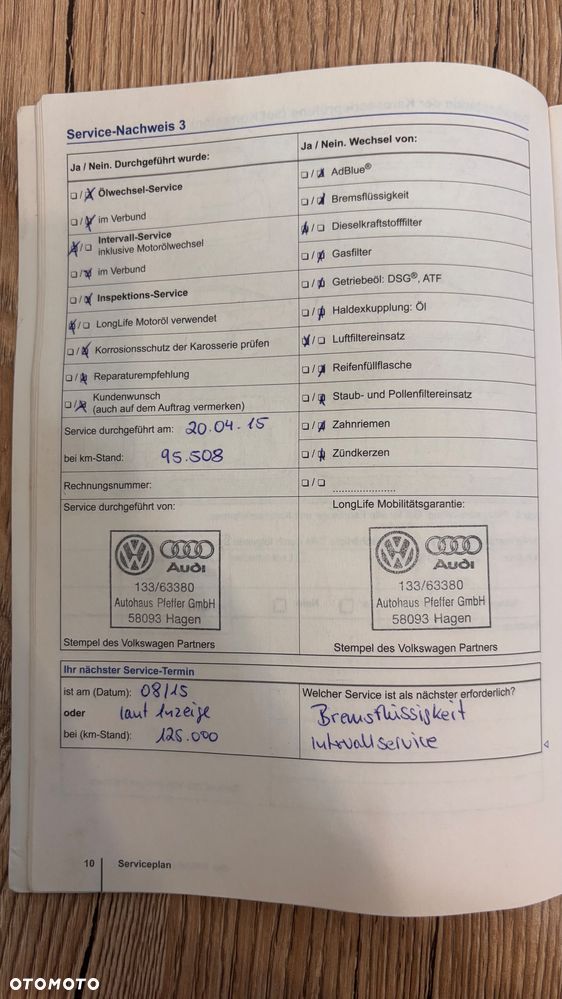 Service-Nachweis 3
Ja / Nein. Durchgeführt wurde:
Ölwechsel-Service
im Verbund
Intervall-Service
inklusive Motorölwechsel
im Verbund
Inspektions-Service
LongLife Motoröl verwendet
Korrosionsschutz der Karosserie prüfen
Reparaturempfehlung
Kundenwunsch
(auch auf dem Auftrag vermerken)
Service durchgeführt am: 20.04.15
bei km-Stand: 95.508
Rechnungsnummer:
Ja / Nein. Wechsel von:
AdBlue®
Bremsflüssigkeit
Dieselkraftstofffilter
Gasfilter
Getriebeöl: DSG®, ATF
Haldexkupplung: Öl
Luftfiltereinsatz
Reifenfüllflasche
Staub- und Pollenfiltereinsatz
Zahnriemen
Zündkerzen
.....................
Service durchgeführt von:
Audi
133/63380
Autohaus Pfeffer GmbH
58093 Hagen
Stempel des Volkswagen Partners
LongLife Mobilitätsgarantie:
Audi
133/63380
Autohaus Pfeffer GmbH
58093 Hagen
Stempel des Volkswagen Partners
Ihr nächster Service-Termin
ist am (Datum): 08/15
oder laut Anzeige
bei (km-Stand): 125.000
Welcher Service ist als nächster erforderlich?
Bremsflüssigkeit
Intervallservice
10 Serviceplan
OTOMOTO